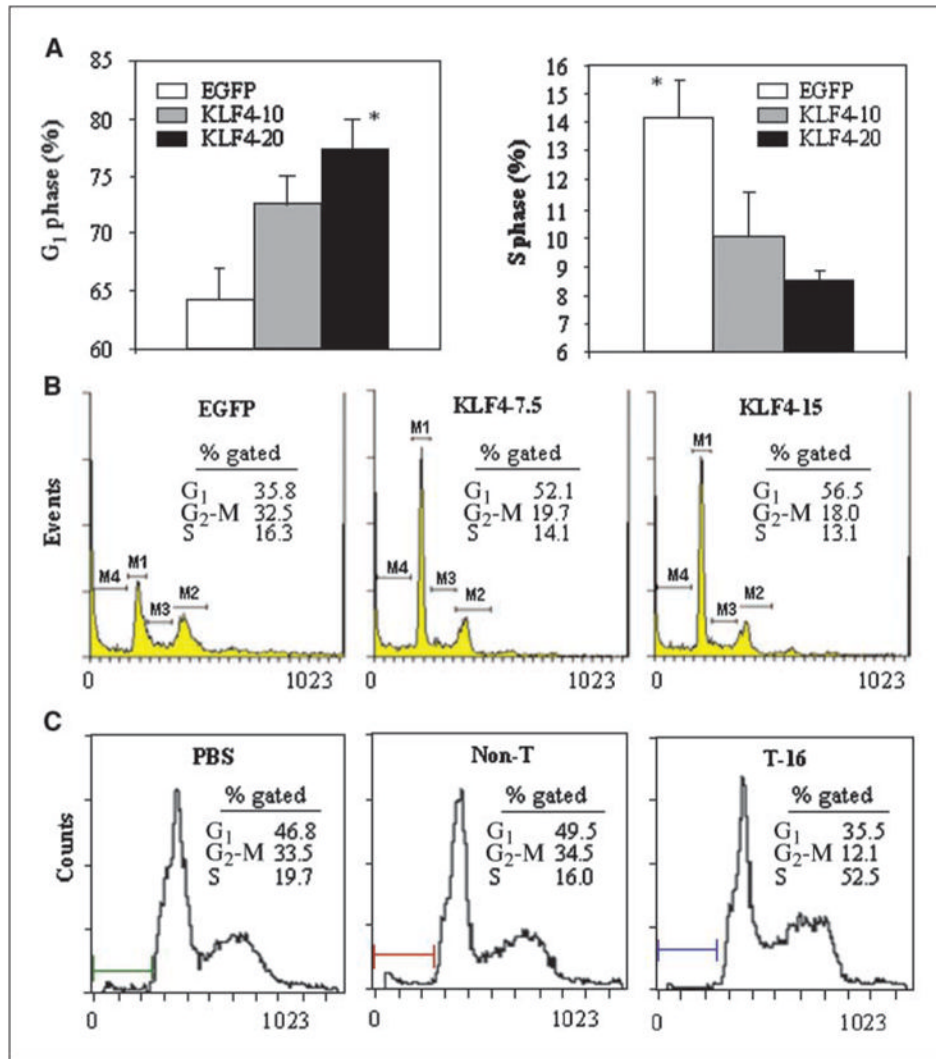 A
G1 phase (%)
85
80
75
70
65
60
EGFP
KLF4-10
KLF4-20
*
S phase (%)
16
15
14
13
12
11
10
9
8
7
6
*
EGFP
KLF4-10
KLF4-20
B
Events
EGFP
% gated
G1 35.8
G2-M 32.5
S 16.3
M1
M4
M3
M2
0 1023
KLF4-7.5
M1
% gated
G1 52.1
G2-M 19.7
S 14.1
M4
M3
M2
0 1023
KLF4-15
M1
% gated
G1 56.5
G2-M 18.0
S 13.1
M4
M3
M2
0 1023
C
Counts
PBS
% gated
G1 46.8
G2-M 33.5
S 19.7
0 1023
Non-T
% gated
G1 49.5
G2-M 34.5
S 16.0
0 1023
T-16
% gated
G1 35.5
G2-M 12.1
S 52.5
0 1023